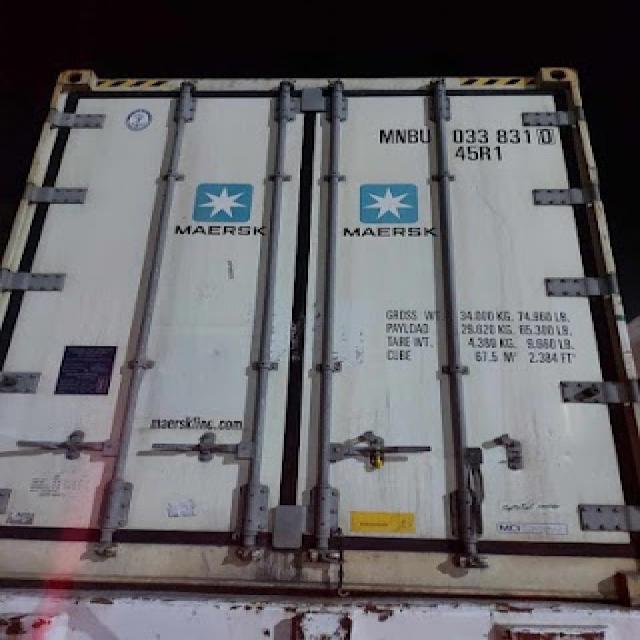 MNBU 033 831 0
45R1
MAERSK
MAERSK
GROSS WT. 34.000 KG. 74.960 LB.
PAYLOAD 29.620 KG. 65.300 LB.
TARE WT. 4.380 KG. 9.660 LB.
CUBE 67.5 M³ 2.384 FT³
maersklinc.com
MCI